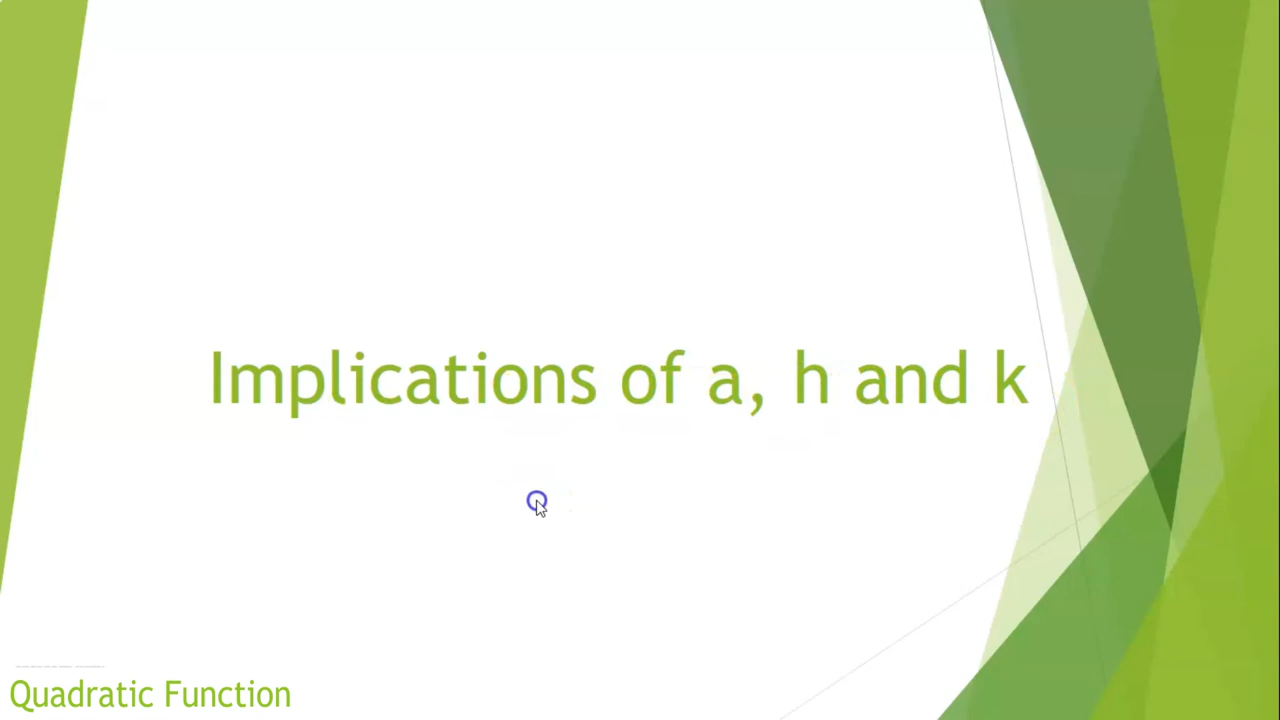 Implications of a, h and k
Quadratic Function